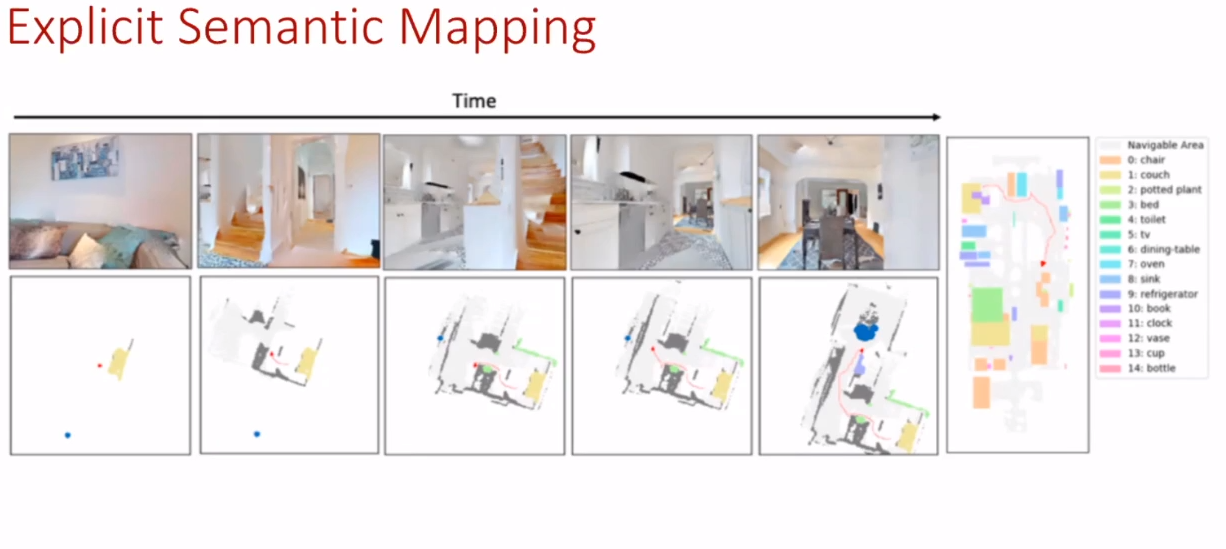 Explicit Semantic Mapping
Time
Navigable Area
0: chair
1: couch
2: potted plant
3: bed
4: toilet
5: tv
6: dining-table
7: oven
8: sink
9: refrigerator
10: book
11: clock
12: vase
13: cup
14: bottle